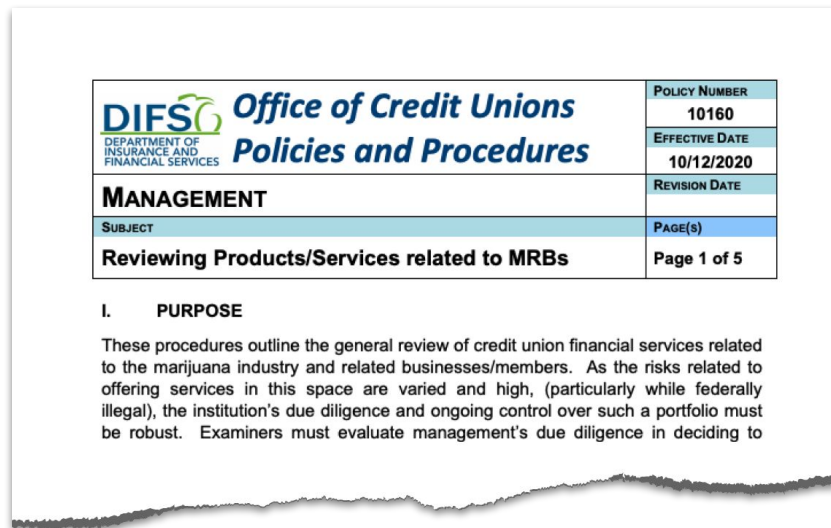 DIFS
DEPARTMENT OF
INSURANCE AND
FINANCIAL SERVICES
Office of Credit Unions
Policies and Procedures
POLICY NUMBER
10160
EFFECTIVE DATE
10/12/2020
MANAGEMENT
REVISION DATE
SUBJECT
PAGE(S)
Reviewing Products/Services related to MRBs
Page 1 of 5
I. PURPOSE
These procedures outline the general review of credit union financial services related
to the marijuana industry and related businesses/members. As the risks related to
offering services in this space are varied and high, (particularly while federally
illegal), the institution's due diligence and ongoing control over such a portfolio must
be robust. Examiners must evaluate management's due diligence in deciding to